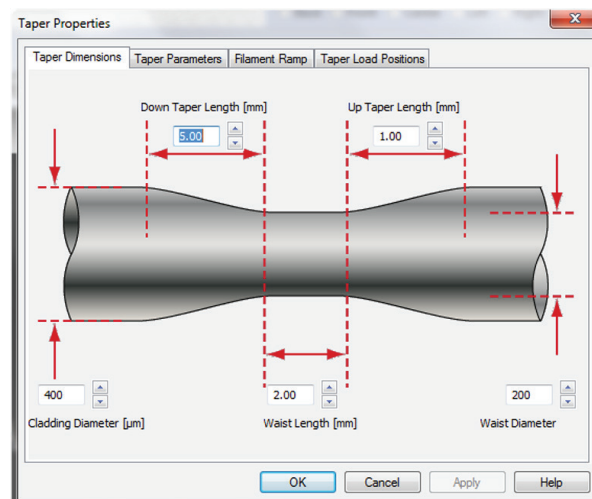 Taper Properties
Taper Dimensions Taper Parameters Filament Ramp Taper Load Positions
Down Taper Length [mm] Up Taper Length [mm]
5.00 1.00
400 2.00 200
Cladding Diameter [µm] Waist Length [mm] Waist Diameter
OK Cancel Apply Help